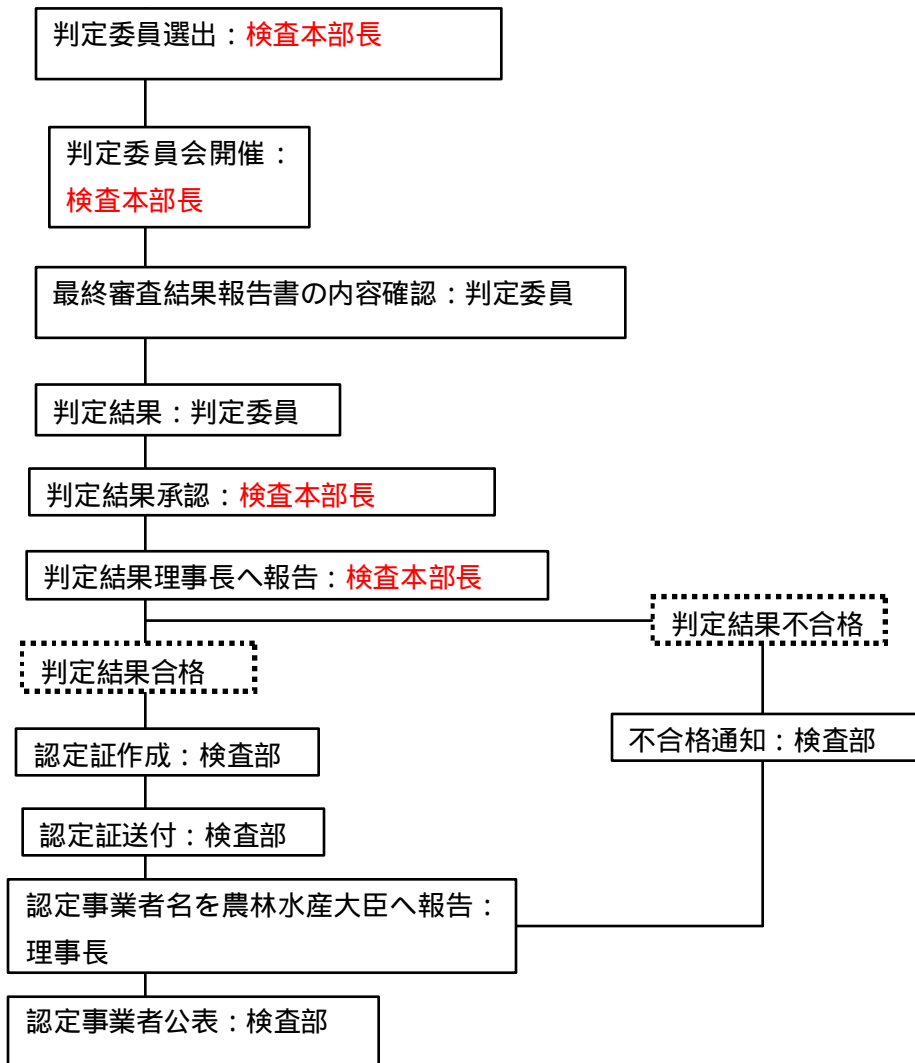 判定委員選出：検査本部長
判定委員会開催：
検査本部長
最終審査結果報告書の内容確認：判定委員
判定結果：判定委員
判定結果承認：検査本部長
判定結果理事長へ報告：検査本部長
判定結果不合格
判定結果合格
不合格通知：検査部
認定証作成：検査部
認定証送付：検査部
認定事業者名を農林水産大臣へ報告：
理事長
認定事業者公表：検査部